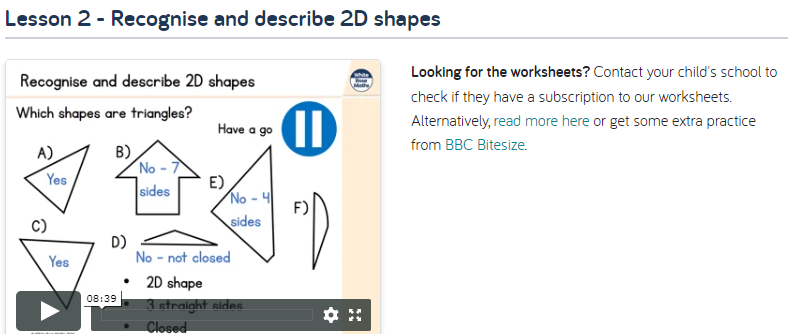 Lesson 2 - Recognise and describe 2D shapes
Recognise and describe 2D shapes
White
Rose
Maths
Which shapes are triangles?
Have a go
A)
Yes
B)
No - 7
sides
E)
No - 4
sides
F)
C)
Yes
D)
No - not closed
• 2D shape
• 3 straight sides
• Closed
08:39
Looking for the worksheets? Contact your child's school to
check if they have a subscription to our worksheets.
Alternatively, read more here or get some extra practice
from BBC Bitesize.